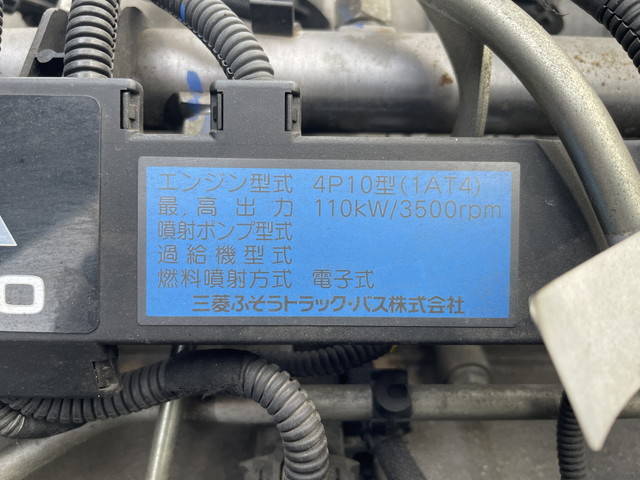 エンジン型式 4P10型(1AT4)
最高出力 110kW/3500rpm
噴射ポンプ型式
過給機型式
燃料噴射方式 電子式
三菱ふそうトラック・バス株式会社
O